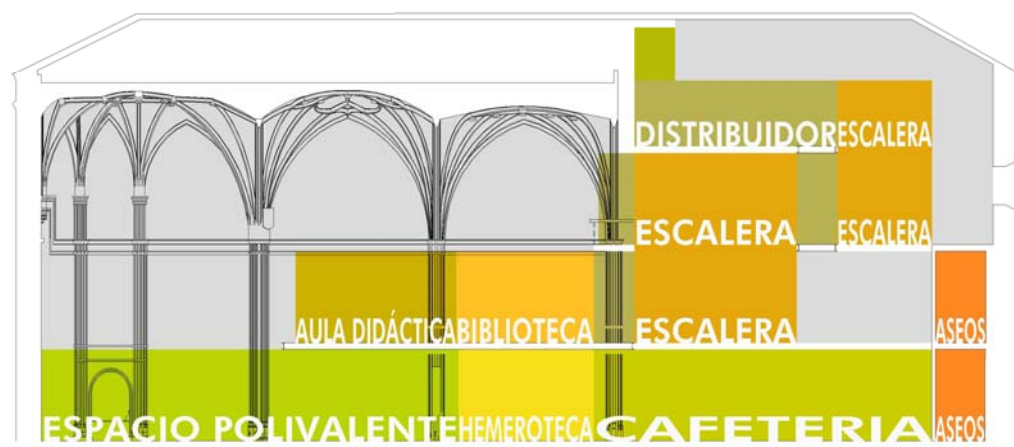 DISTRIBUIDOR ESCALERA
ESCALERA ESCALERA
AULA DIDÁCTICA BIBLIOTECA ESCALERA ASEOS
ESPACIO POLIVALENTE HEMEROTECA CAFETERIA ASEOS